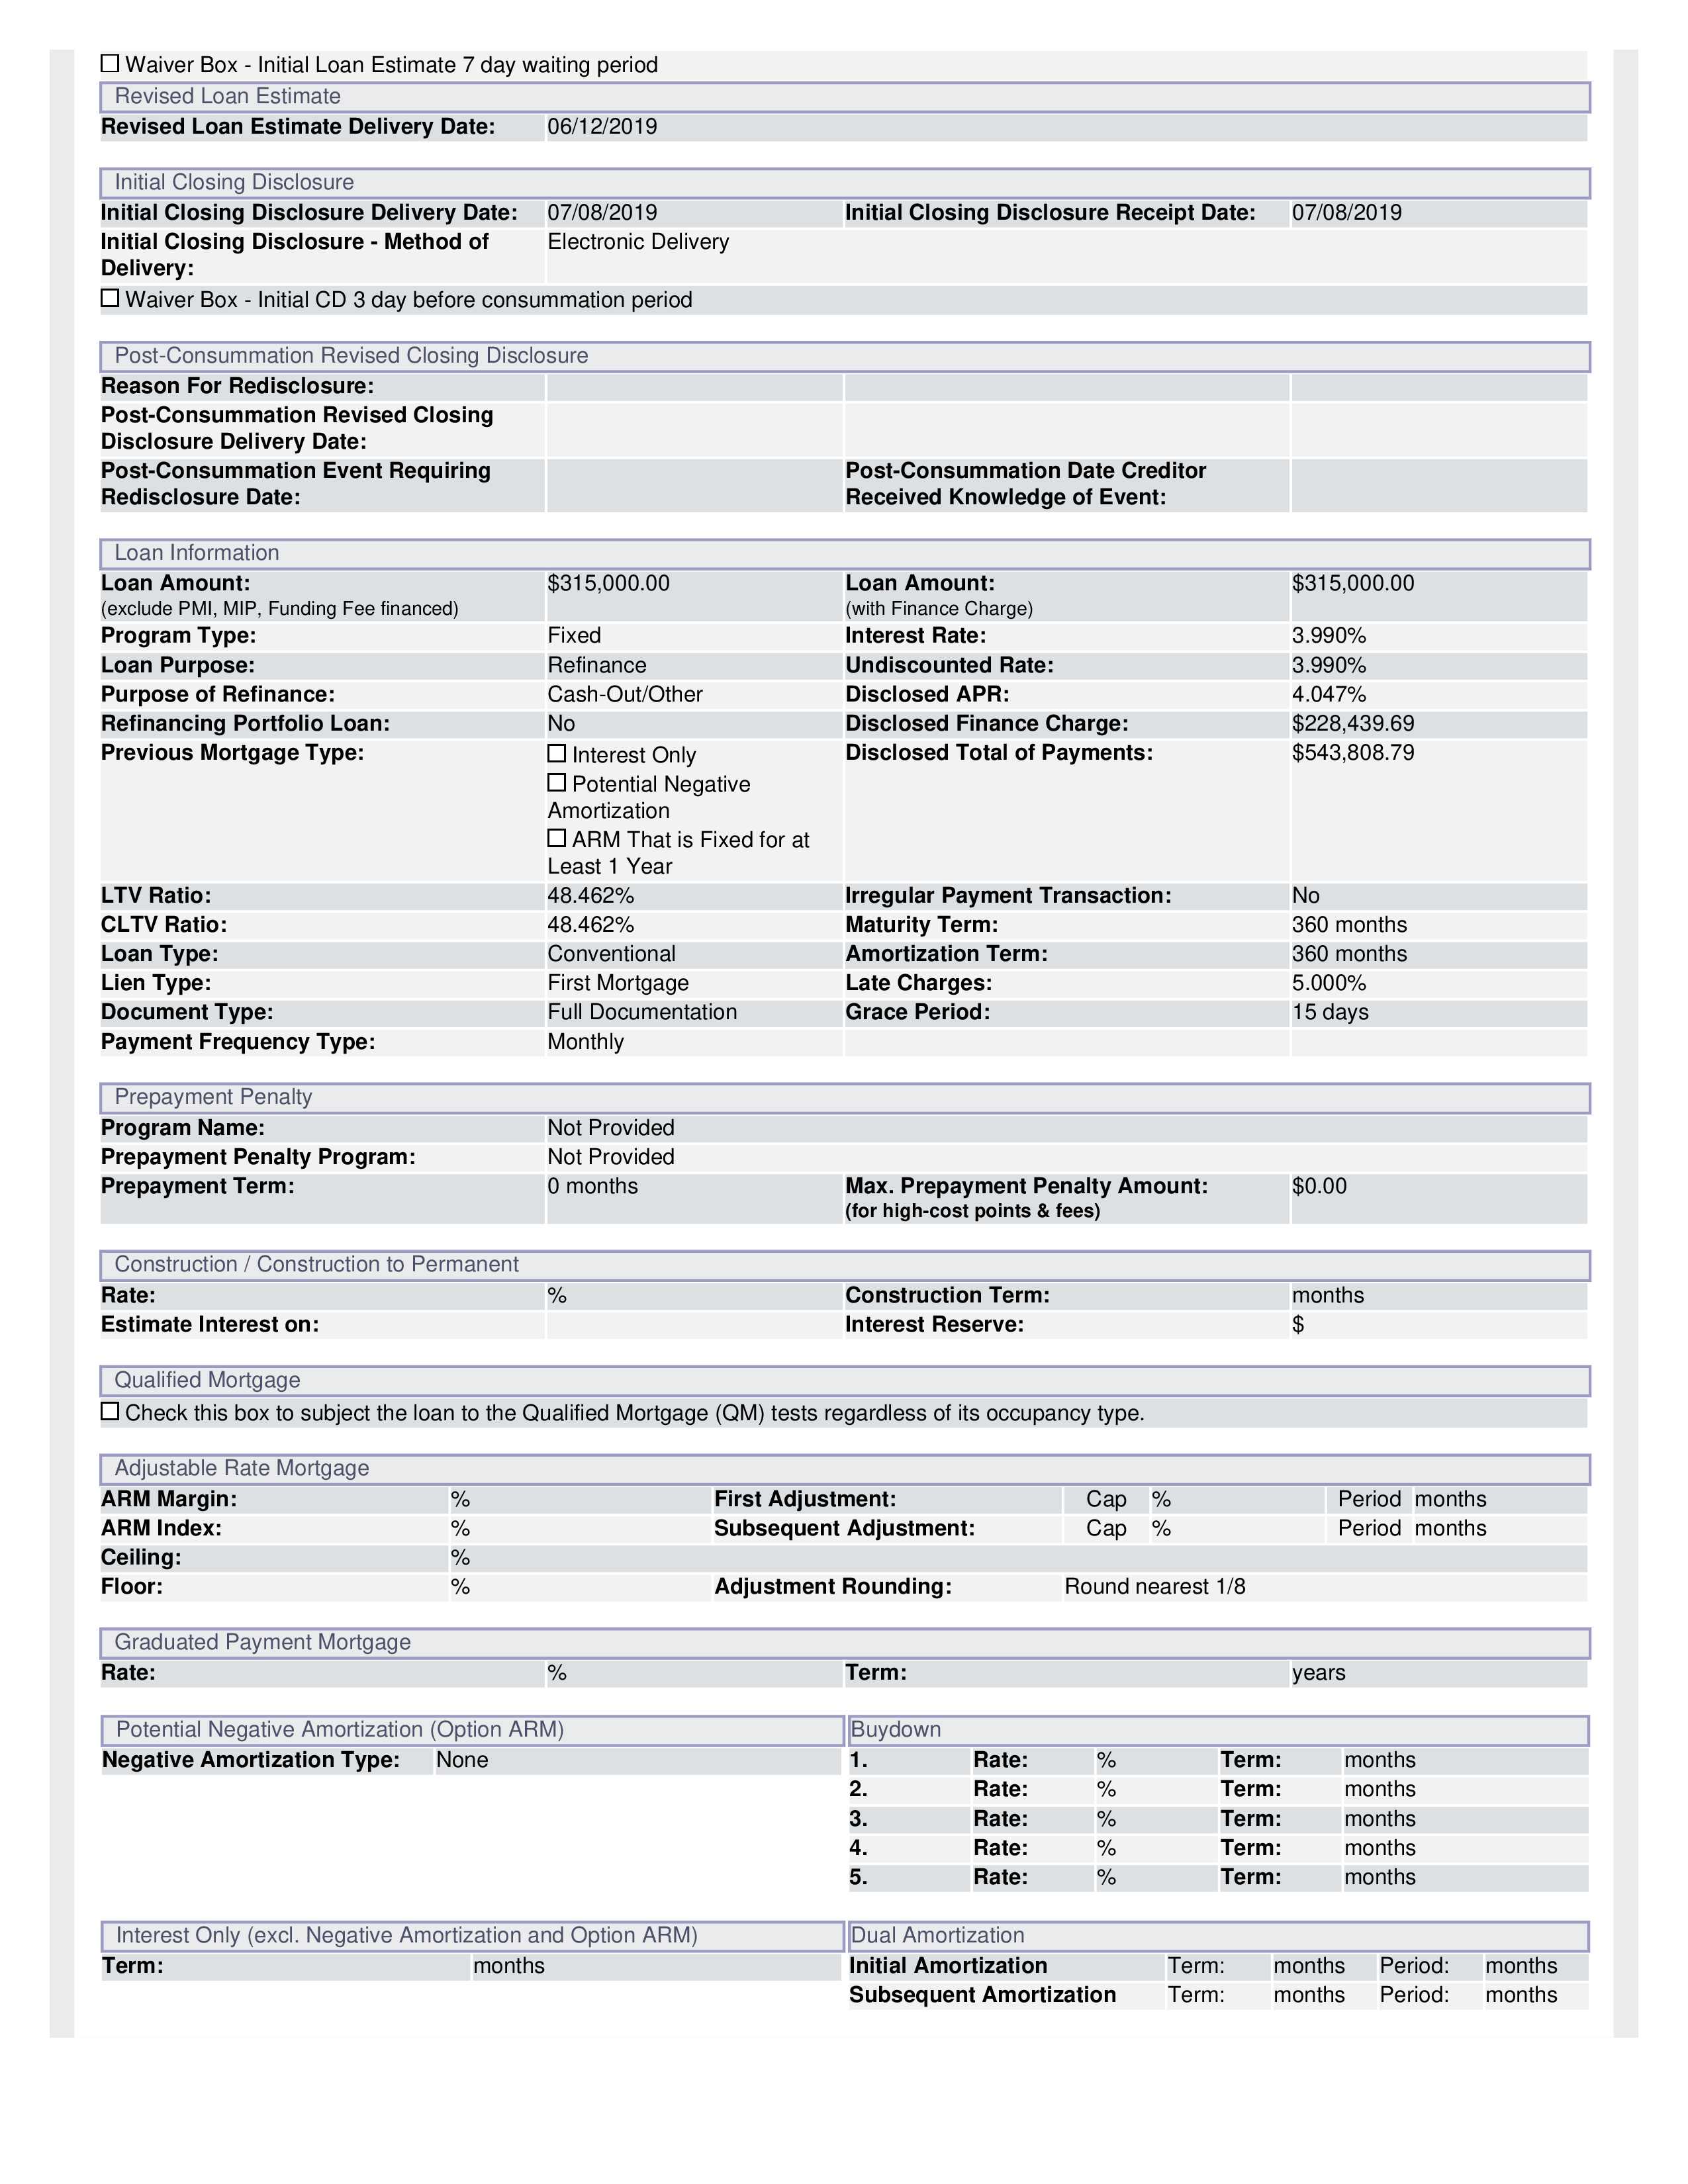 ☐ Waiver Box - Initial Loan Estimate 7 day waiting period
Revised Loan Estimate
Revised Loan Estimate Delivery Date: 06/12/2019
Initial Closing Disclosure
Initial Closing Disclosure Delivery Date: 07/08/2019 Initial Closing Disclosure Receipt Date: 07/08/2019
Initial Closing Disclosure - Method of Electronic Delivery
Delivery:
☐ Waiver Box - Initial CD 3 day before consummation period
Post-Consummation Revised Closing Disclosure
Reason For Redisclosure:
Post-Consummation Revised Closing
Disclosure Delivery Date:
Post-Consummation Event Requiring Post-Consummation Date Creditor
Redisclosure Date: Received Knowledge of Event:
Loan Information
Loan Amount: $315,000.00 Loan Amount: $315,000.00
(exclude PMI, MIP, Funding Fee financed) (with Finance Charge)
Program Type: Fixed Interest Rate: 3.990%
Loan Purpose: Refinance Undiscounted Rate: 3.990%
Purpose of Refinance: Cash-Out/Other Disclosed APR: 4.047%
Refinancing Portfolio Loan: No Disclosed Finance Charge: $228,439.69
Previous Mortgage Type: ☐ Interest Only Disclosed Total of Payments: $543,808.79
☐ Potential Negative
Amortization
☐ ARM That is Fixed for at
Least 1 Year
LTV Ratio: 48.462% Irregular Payment Transaction: No
CLTV Ratio: 48.462% Maturity Term: 360 months
Loan Type: Conventional Amortization Term: 360 months
Lien Type: First Mortgage Late Charges: 5.000%
Document Type: Full Documentation Grace Period: 15 days
Payment Frequency Type: Monthly
Prepayment Penalty
Program Name: Not Provided
Prepayment Penalty Program: Not Provided
Prepayment Term: 0 months Max. Prepayment Penalty Amount: $0.00
(for high-cost points & fees)
Construction / Construction to Permanent
Rate: % Construction Term: months
Estimate Interest on: Interest Reserve: $
Qualified Mortgage
☐ Check this box to subject the loan to the Qualified Mortgage (QM) tests regardless of its occupancy type.
Adjustable Rate Mortgage
ARM Margin: % First Adjustment: Cap % Period months
ARM Index: % Subsequent Adjustment: Cap % Period months
Ceiling: %
Floor: % Adjustment Rounding: Round nearest 1/8
Graduated Payment Mortgage
Rate: % Term: years
Potential Negative Amortization (Option ARM) Buydown
Negative Amortization Type: None 1. Rate: % Term: months
2. Rate: % Term: months
3. Rate: % Term: months
4. Rate: % Term: months
5. Rate: % Term: months
Interest Only (excl. Negative Amortization and Option ARM) Dual Amortization
Term: months Initial Amortization Term: months Period: months
Subsequent Amortization Term: months Period: months